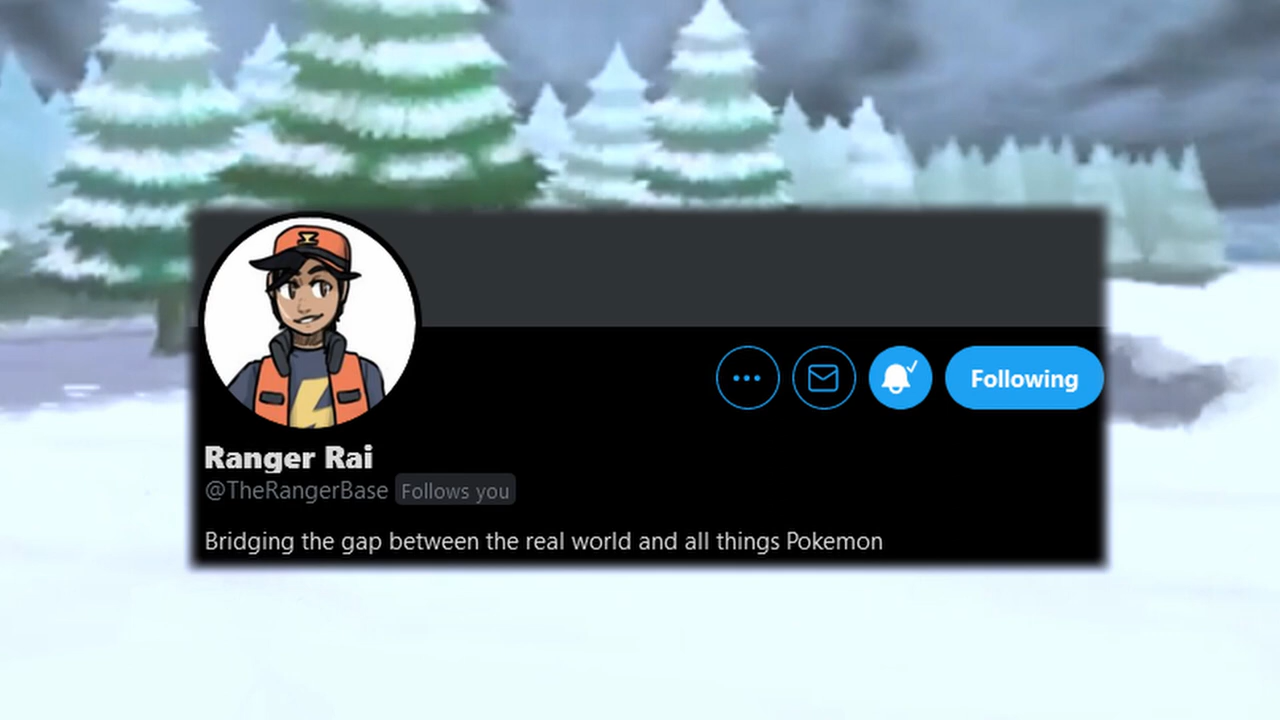 Following
Ranger Rai
@TheRangerBase Follows you
Bridging the gap between the real world and all things Pokemon